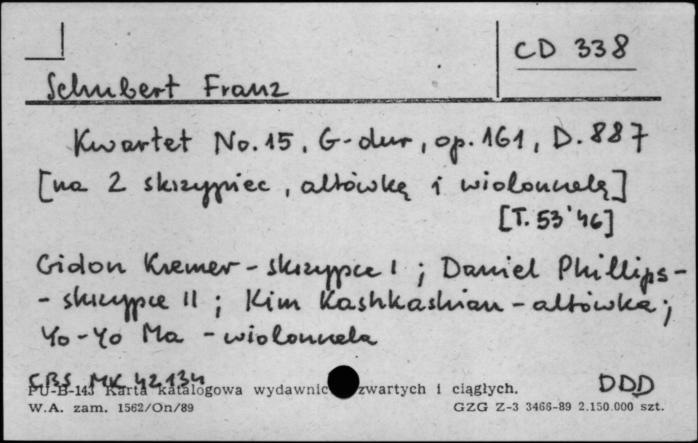 CD 338
Schubert Franz
Kwartet No. 15, G-dur, op. 161, D. 887
[na 2 skrzypiec, altówkę i wiolonczelę]
[T. 53'46]
Gidon Kremer - skrzypce I ; Daniel Phillips -
- skrzypce II ; Kim Kashkashian - altówka ;
Yo-Yo Ma - wiolonczela
CBS MK 42134
DDD
PU-B-143 Karta katalogowa wydawnic zwartych i ciągłych.
W.A. zam. 1562/On/89
GZG Z-3 3466-89 2.150.000 szt.